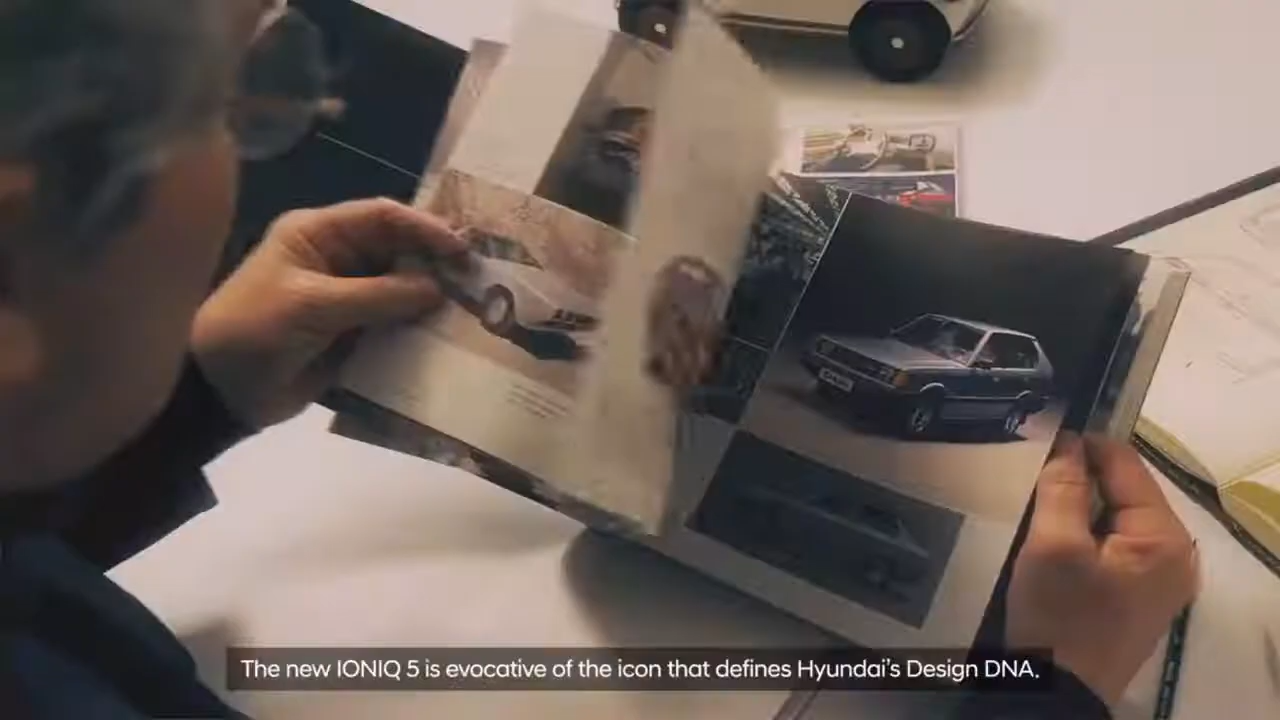 The new IONIQ 5 is evocative of the icon that defines Hyundai's Design DNA.